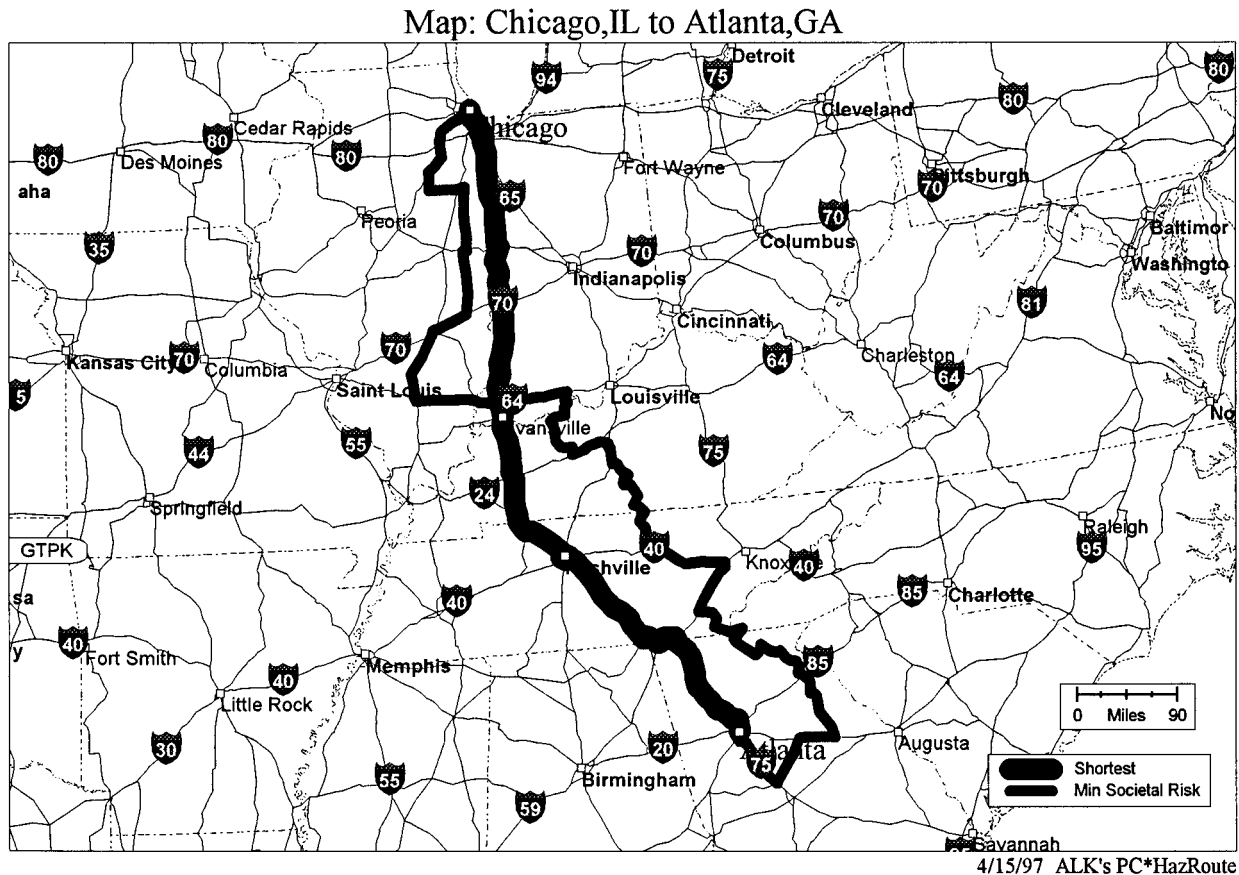 Map: Chicago,IL to Atlanta,GA
Detroit
94
75
80
80
Cleveland
Chicago
Cedar Rapids
80
80
80
Des Moines
Fort Wayne
Pittsburgh
70
aha
65
Peoria
70
Baltimor
Columbus
35
70
Washingto
Indianapolis
70
81
Cincinnati
70
Kansas City
70
Columbia
64
Charleston
64
Saint Louis
5
64
Louisville
No
Evansville
44
55
75
24
Springfield
Raleigh
95
GTPK
40
Knox
40
Nashville
sa
40
85
Charlotte
y
40
Fort Smith
Memphis
85
40
Little Rock
0 Miles 90
30
20
Atlanta
75
Augusta
55
Birmingham
59
Shortest
Min Societal Risk
Savannah
4/15/97 ALK's PC*HazRoute